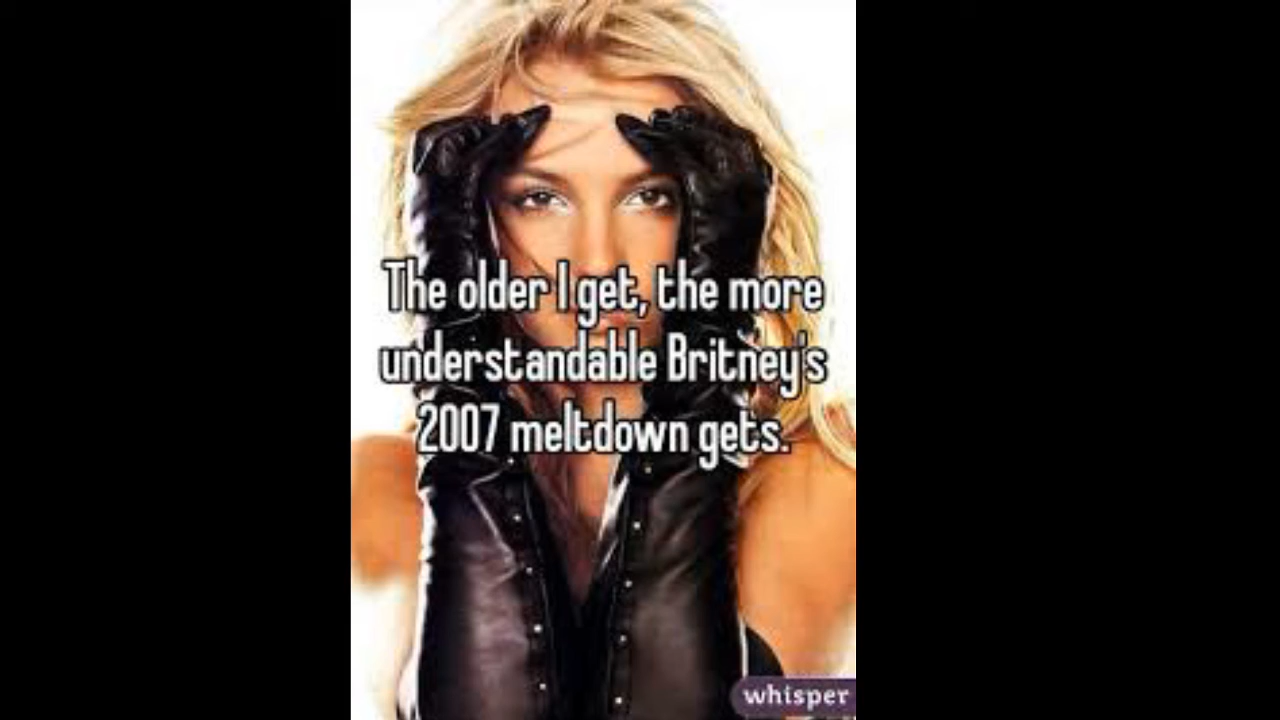 The older I get, the more
understandable Britney's
2007 meltdown gets.
whisper